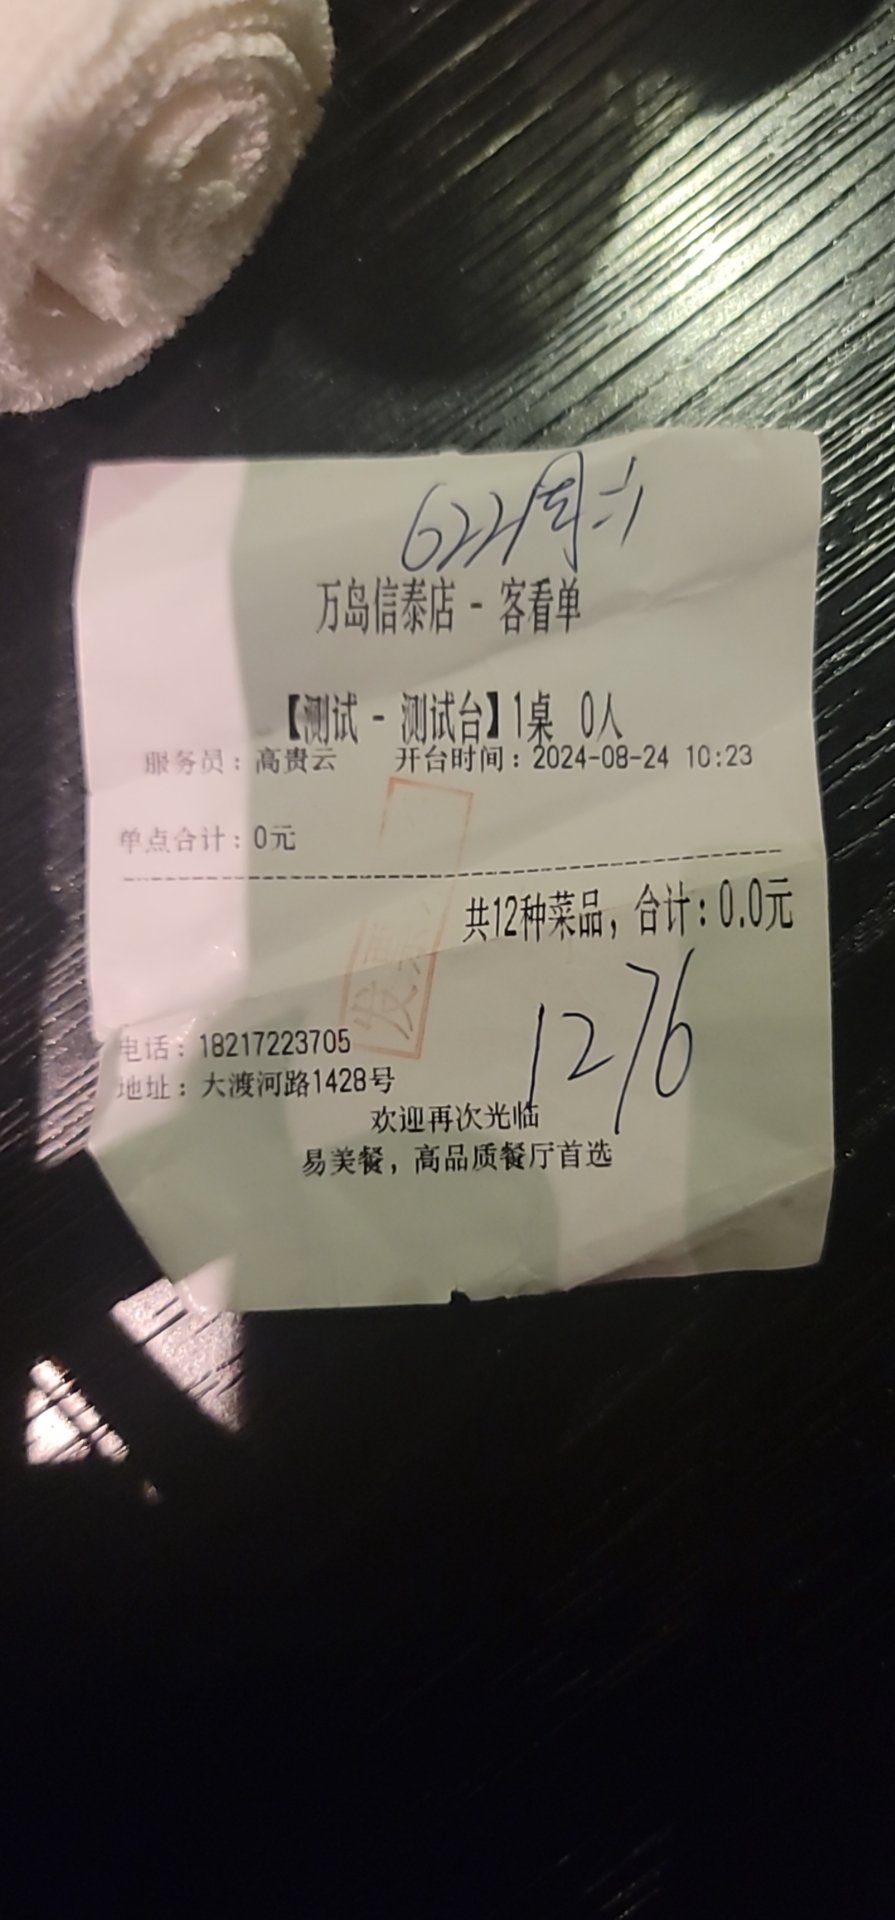 622周六
万岛信泰店 - 客看单
【测试 - 测试台】1桌 0人
服务员：高贵云 开台时间：2024-08-24 10:23
单点合计：0元
共12种菜品，合计：0.0元
1276
电话：18217223705
地址：大渡河路1428号
欢迎再次光临
易美餐，高品质餐厅首选